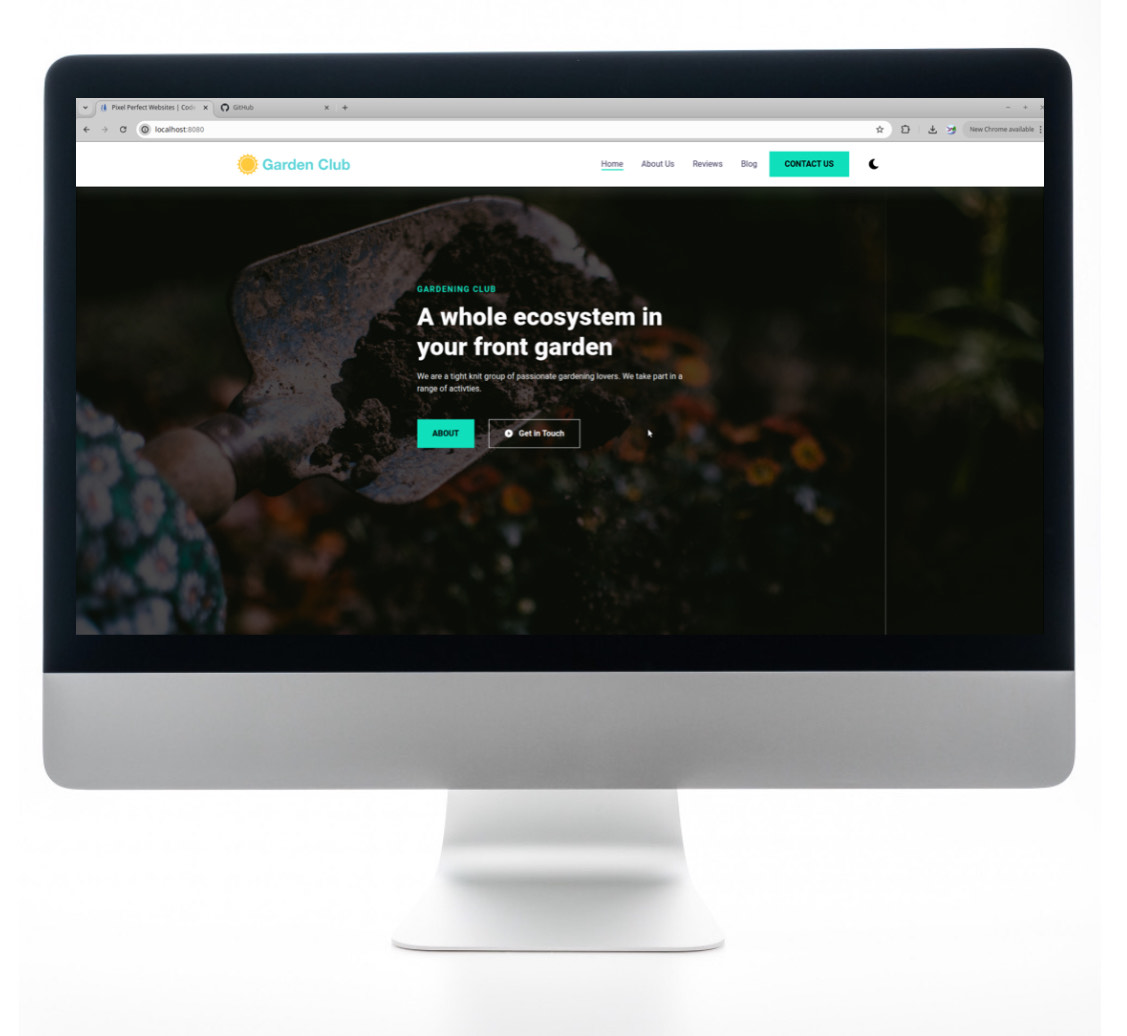 Pixel Perfect Websites | Cod
GitHub
localhost:8080
New Chrome available
Garden Club
Home
About Us
Reviews
Blog
CONTACT US
GARDENING CLUB
A whole ecosystem in
your front garden
We are a tight knit group of passionate gardening lovers. We take part in a
range of activties.
ABOUT
Get in Touch